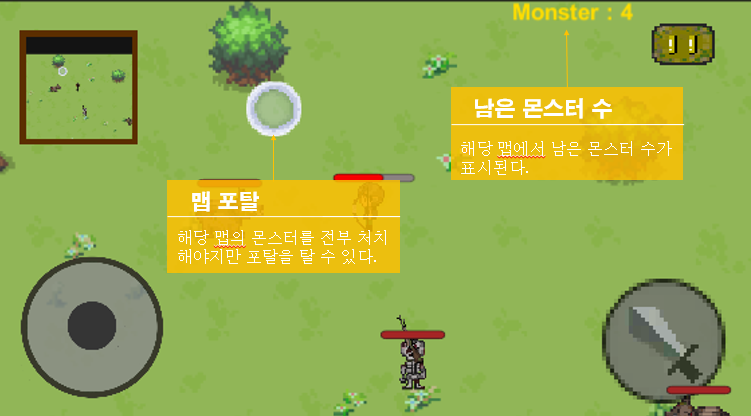 Monster : 4
남은 몬스터 수
해당 맵에서 남은 몬스터 수가
표시된다.
맵 포탈
해당 맵의 몬스터를 전부 처치
해야지만 포탈을 탈 수 있다.